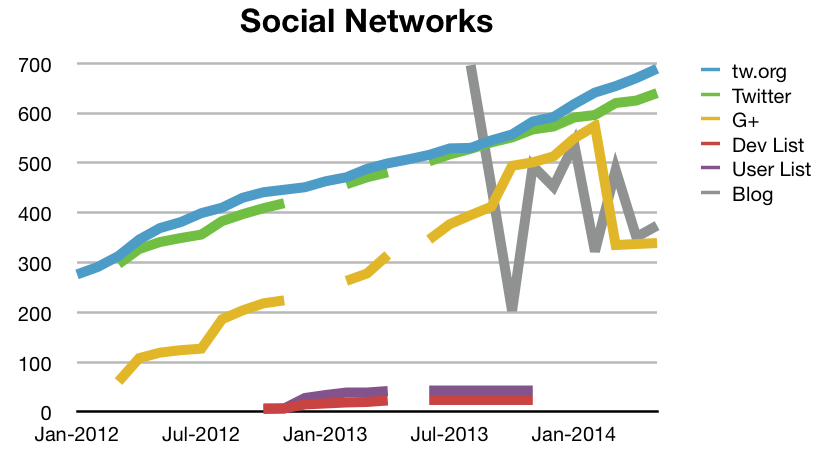 Social Networks
700
600
500
400
300
200
100
0
Jan-2012
Jul-2012
Jan-2013
Jul-2013
Jan-2014
tw.org
Twitter
G+
Dev List
User List
Blog